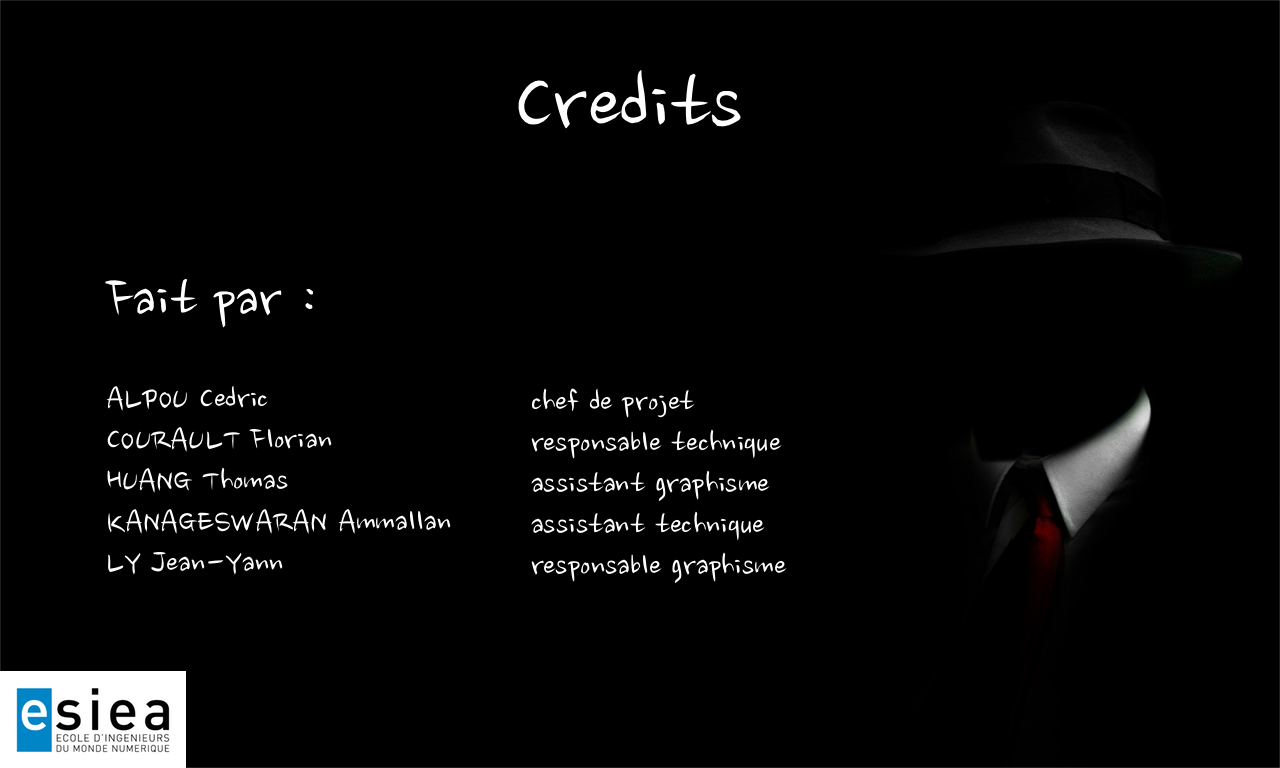 Credits
Fait par :
ALPOU Cedric chef de projet
COURAULT Florian responsable technique
HUANG Thomas assistant graphisme
KANAGESWARAN Ammallan assistant technique
LY Jean-Yann responsable graphisme
esiea
ECOLE D'INGENIEURS
DU MONDE NUMERIQUE